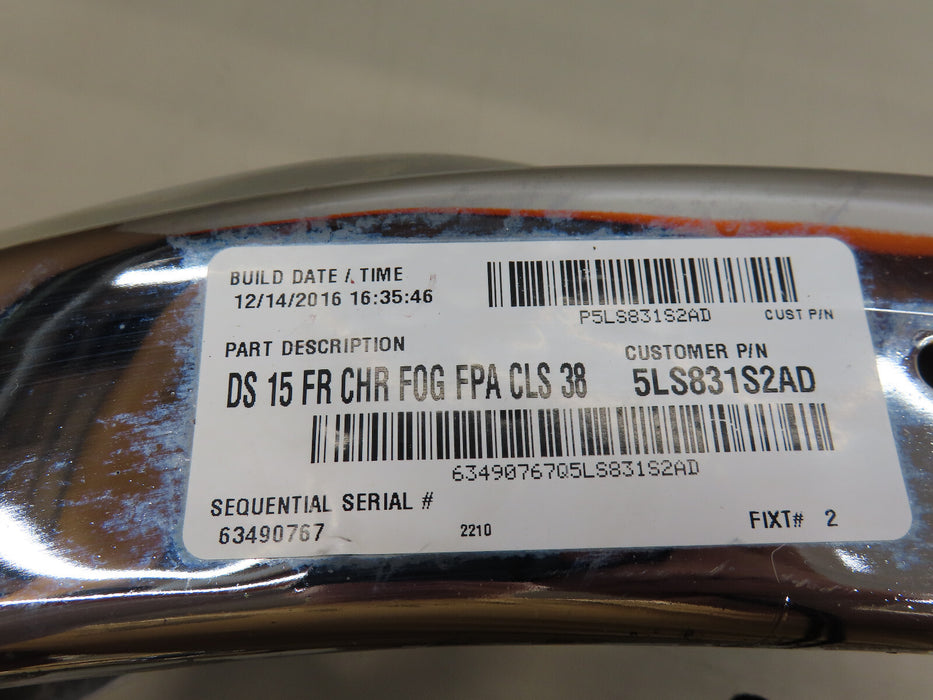 BUILD DATE / TIME
12/14/2016 16:35:46
P5LS831S2AD CUST P/N
PART DESCRIPTION
CUSTOMER P/N
DS 15 FR CHR FOG FPA CLS 38 5LS831S2AD
63490767Q5LS831S2AD
SEQUENTIAL SERIAL #
63490767 2210 FIXT# 2